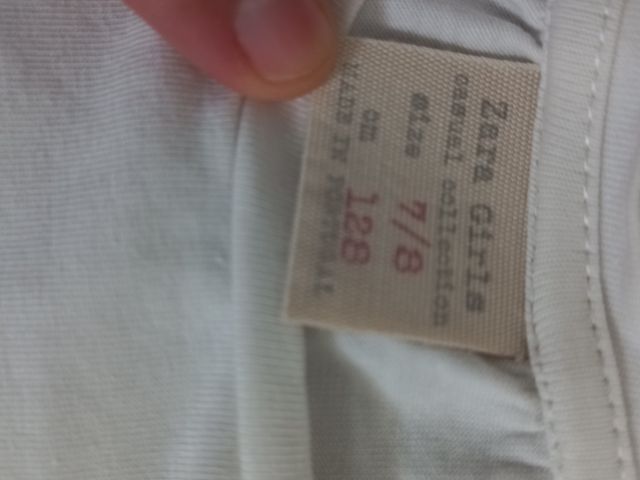 Zara Girls
casual collection
size 7/8
cm 128
MADE IN PORTUGAL